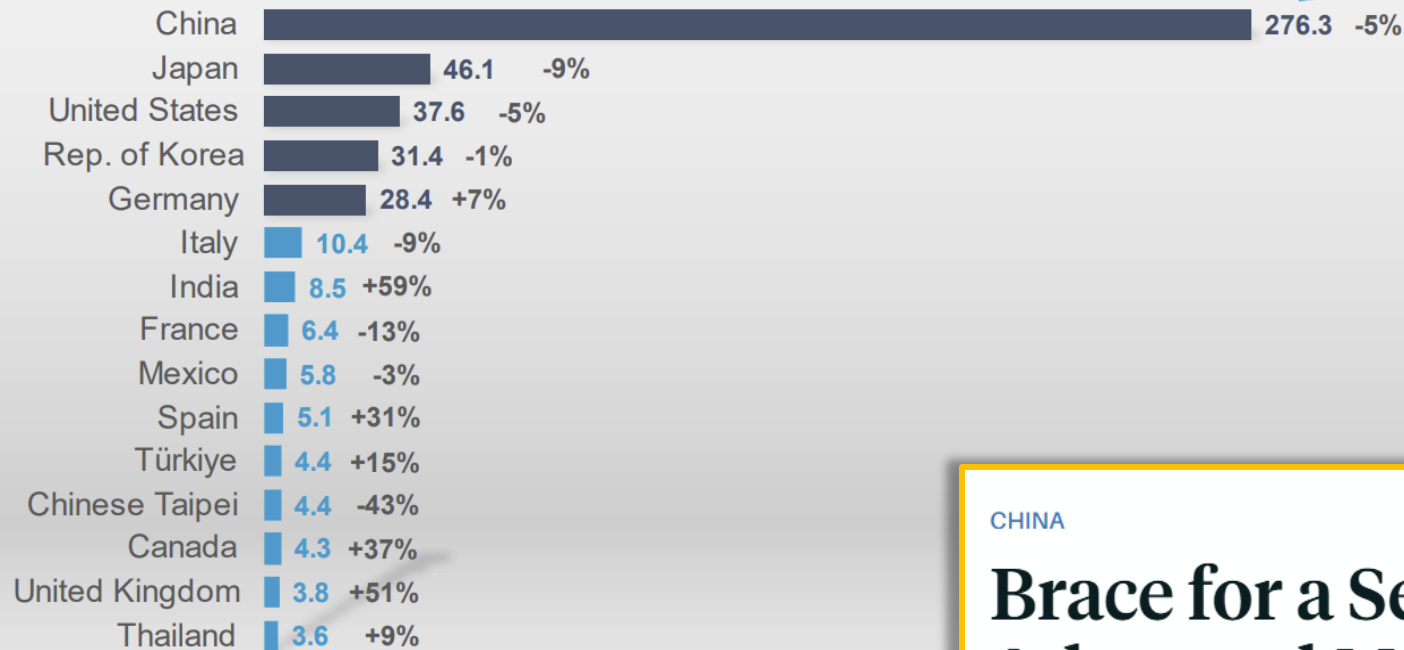 China 276.3 -5%
Japan 46.1 -9%
United States 37.6 -5%
Rep. of Korea 31.4 -1%
Germany 28.4 +7%
Italy 10.4 -9%
India 8.5 +59%
France 6.4 -13%
Mexico 5.8 -3%
Spain 5.1 +31%
Türkiye 4.4 +15%
Chinese Taipei 4.4 -43%
Canada 4.3 +37%
United Kingdom 3.8 +51%
Thailand 3.6 +9%
CHINA
Brace for a Se